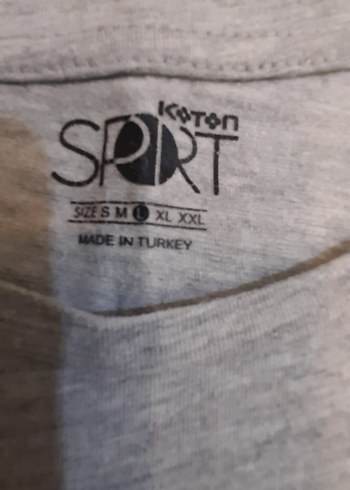 KOTON
SPORT
SIZE S M L XL XXL
MADE IN TURKEY